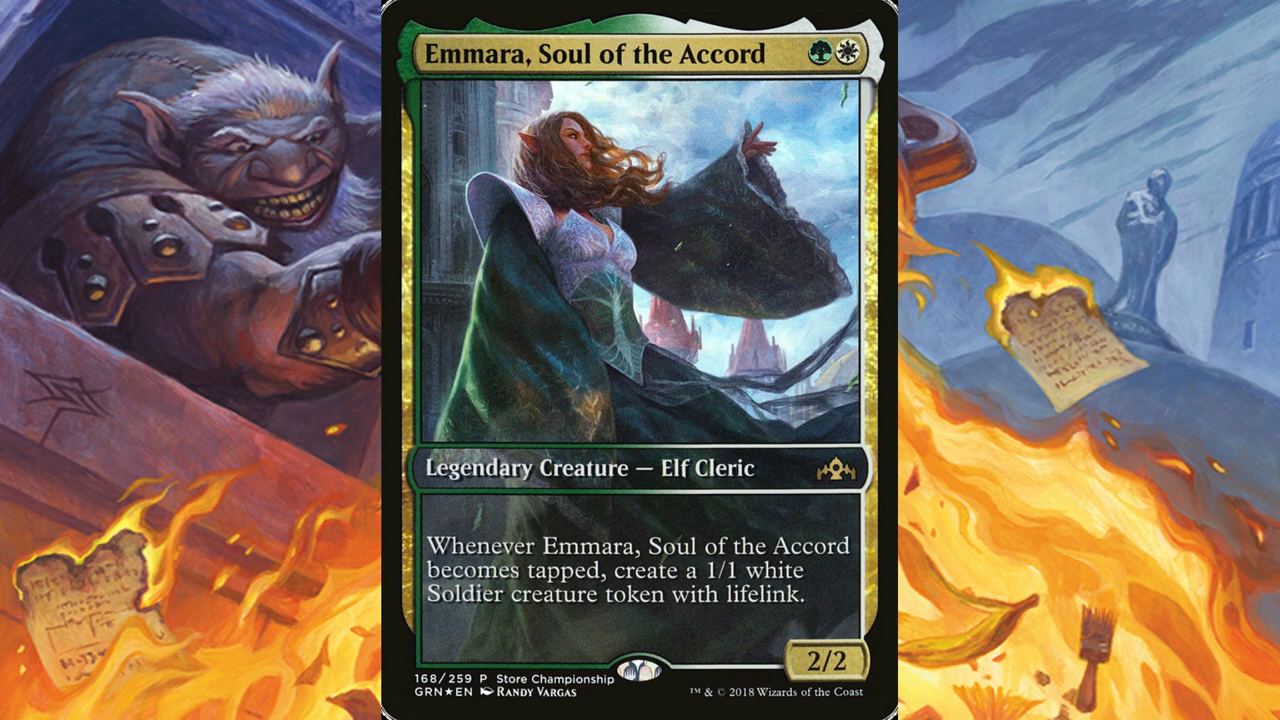 Emmara, Soul of the Accord
Legendary Creature — Elf Cleric
Whenever Emmara, Soul of the Accord
becomes tapped, create a 1/1 white
Soldier creature token with lifelink.
2/2
168/259 P Store Championship
GRN★EN Randy Vargas
™ & © 2018 Wizards of the Coast